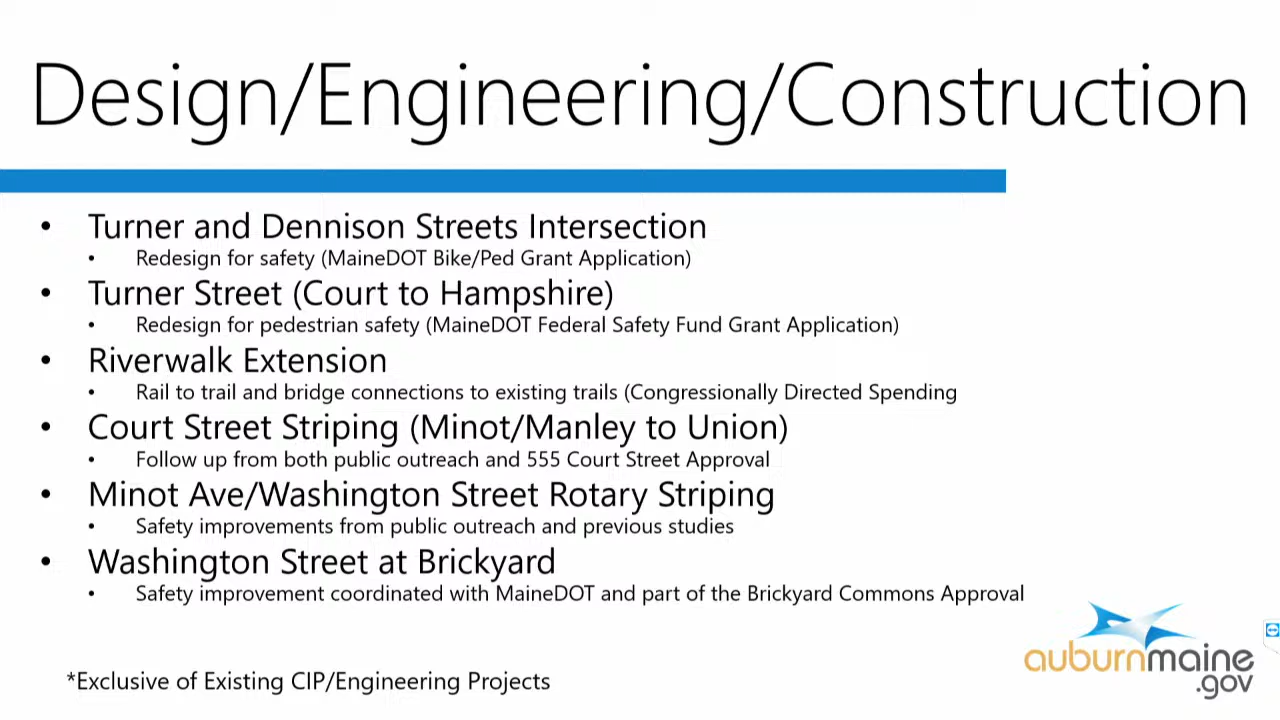 Design/Engineering/Construction
• Turner and Dennison Streets Intersection
• Redesign for safety (MaineDOT Bike/Ped Grant Application)
• Turner Street (Court to Hampshire)
• Redesign for pedestrian safety (MaineDOT Federal Safety Fund Grant Application)
• Riverwalk Extension
• Rail to trail and bridge connections to existing trails (Congressionally Directed Spending
• Court Street Striping (Minot/Manley to Union)
• Follow up from both public outreach and 555 Court Street Approval
• Minot Ave/Washington Street Rotary Striping
• Safety improvements from public outreach and previous studies
• Washington Street at Brickyard
• Safety improvement coordinated with MaineDOT and part of the Brickyard Commons Approval
*Exclusive of Existing CIP/Engineering Projects
auburnmaine
.gov